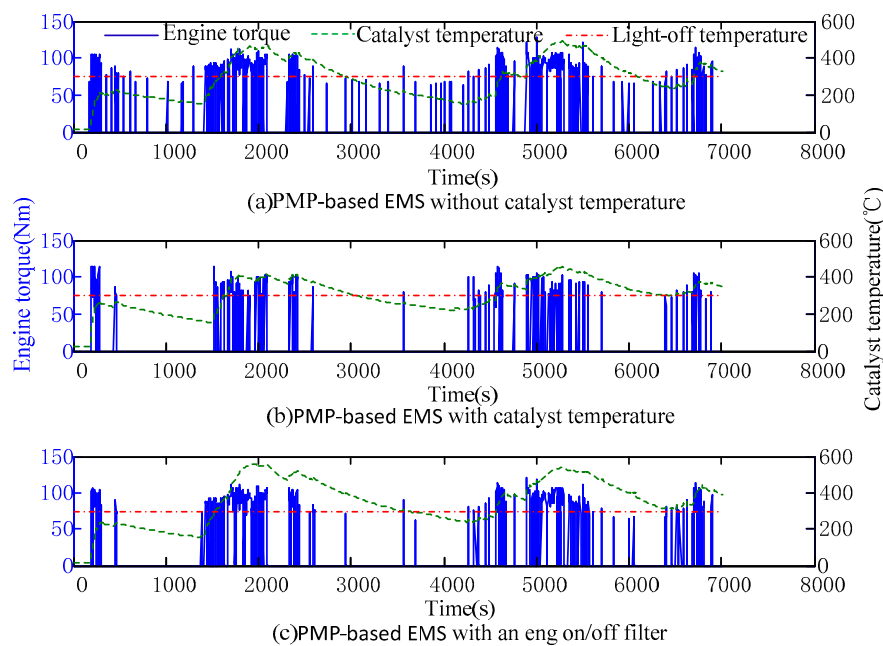 Engine torque Catalyst temperature Light-off temperature
150 600
100 400
50 200
0 0
0 1000 2000 3000 4000 5000 6000 7000 8000
Time(s)
(a)PMP-based EMS without catalyst temperature
Engine torque(Nm)
Catalyst temperature(℃)
150 600
100 400
50 200
0 0
0 1000 2000 3000 4000 5000 6000 7000 8000
Time(s)
(b)PMP-based EMS with catalyst temperature
150 600
100 400
50 200
0 0
0 1000 2000 3000 4000 5000 6000 7000 8000
Time(s)
(c)PMP-based EMS with an eng on/off filter